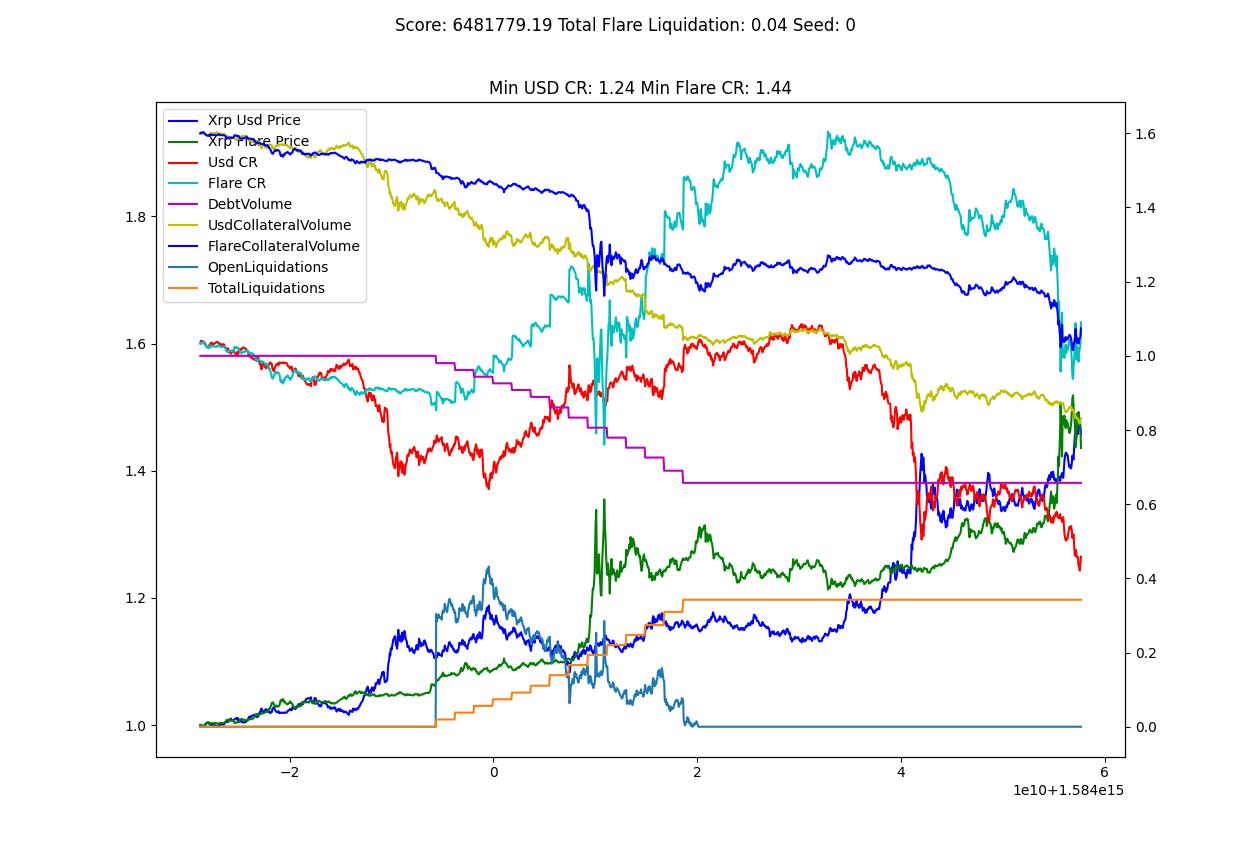 Score: 6481779.19 Total Flare Liquidation: 0.04 Seed: 0
Min USD CR: 1.24 Min Flare CR: 1.44
Xrp Usd Price
Xrp Flare Price
Usd CR
Flare CR
DebtVolume
UsdCollateralVolume
FlareCollateralVolume
OpenLiquidations
TotalLiquidations
1.8
1.6
1.4
1.2
1.0
1.6
1.4
1.2
1.0
0.8
0.6
0.4
0.2
0.0
−2 0 2 4 6
1e10+1.584e15